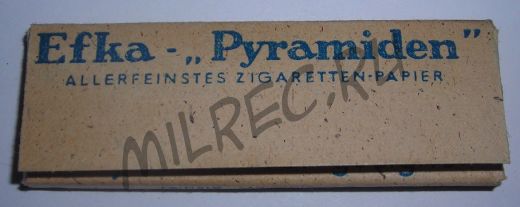 Efka-„Pyramiden”
ALLERFEINSTES ZIGARETTEN-PAPIER
MILREC.RU